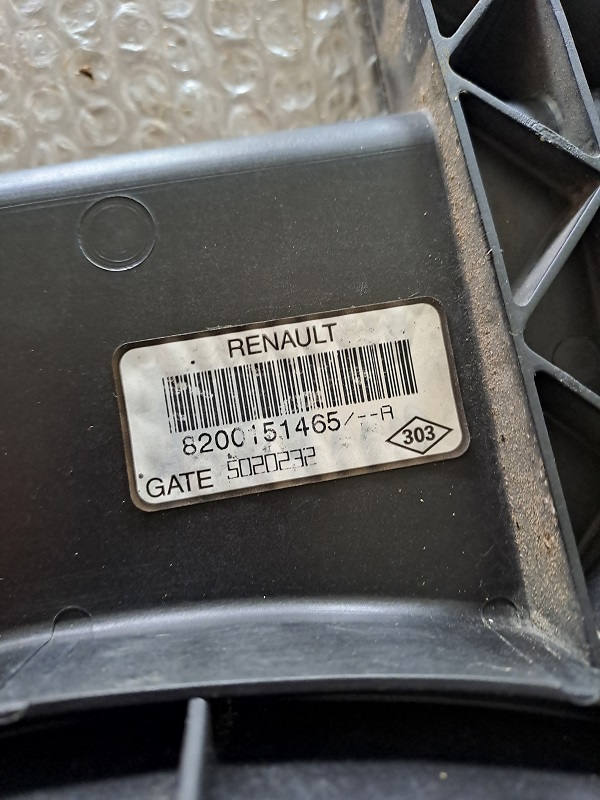 RENAULT
8200151465/--A
303
GATE 5020232